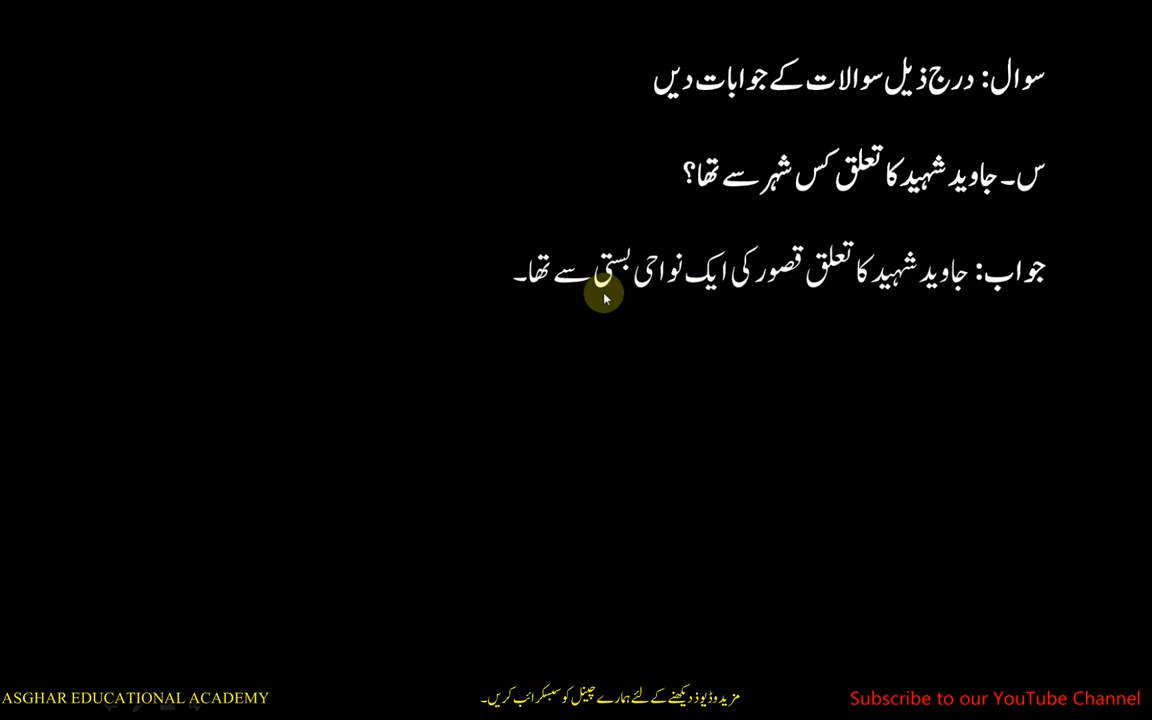 سوال: درج ذیل سوالات کے جوابات دیں
س۔ جاوید شہید کا تعلق کس شہر سے تھا؟
جواب: جاوید شہید کا تعلق قصور کی ایک نواحی بستی سے تھا۔
ASGHAR EDUCATIONAL ACADEMY
مزید وڈیوذ دیکھنے کے لئے ہمارے چینل کو سبسکرائب کریں۔
Subscribe to our YouTube Channel